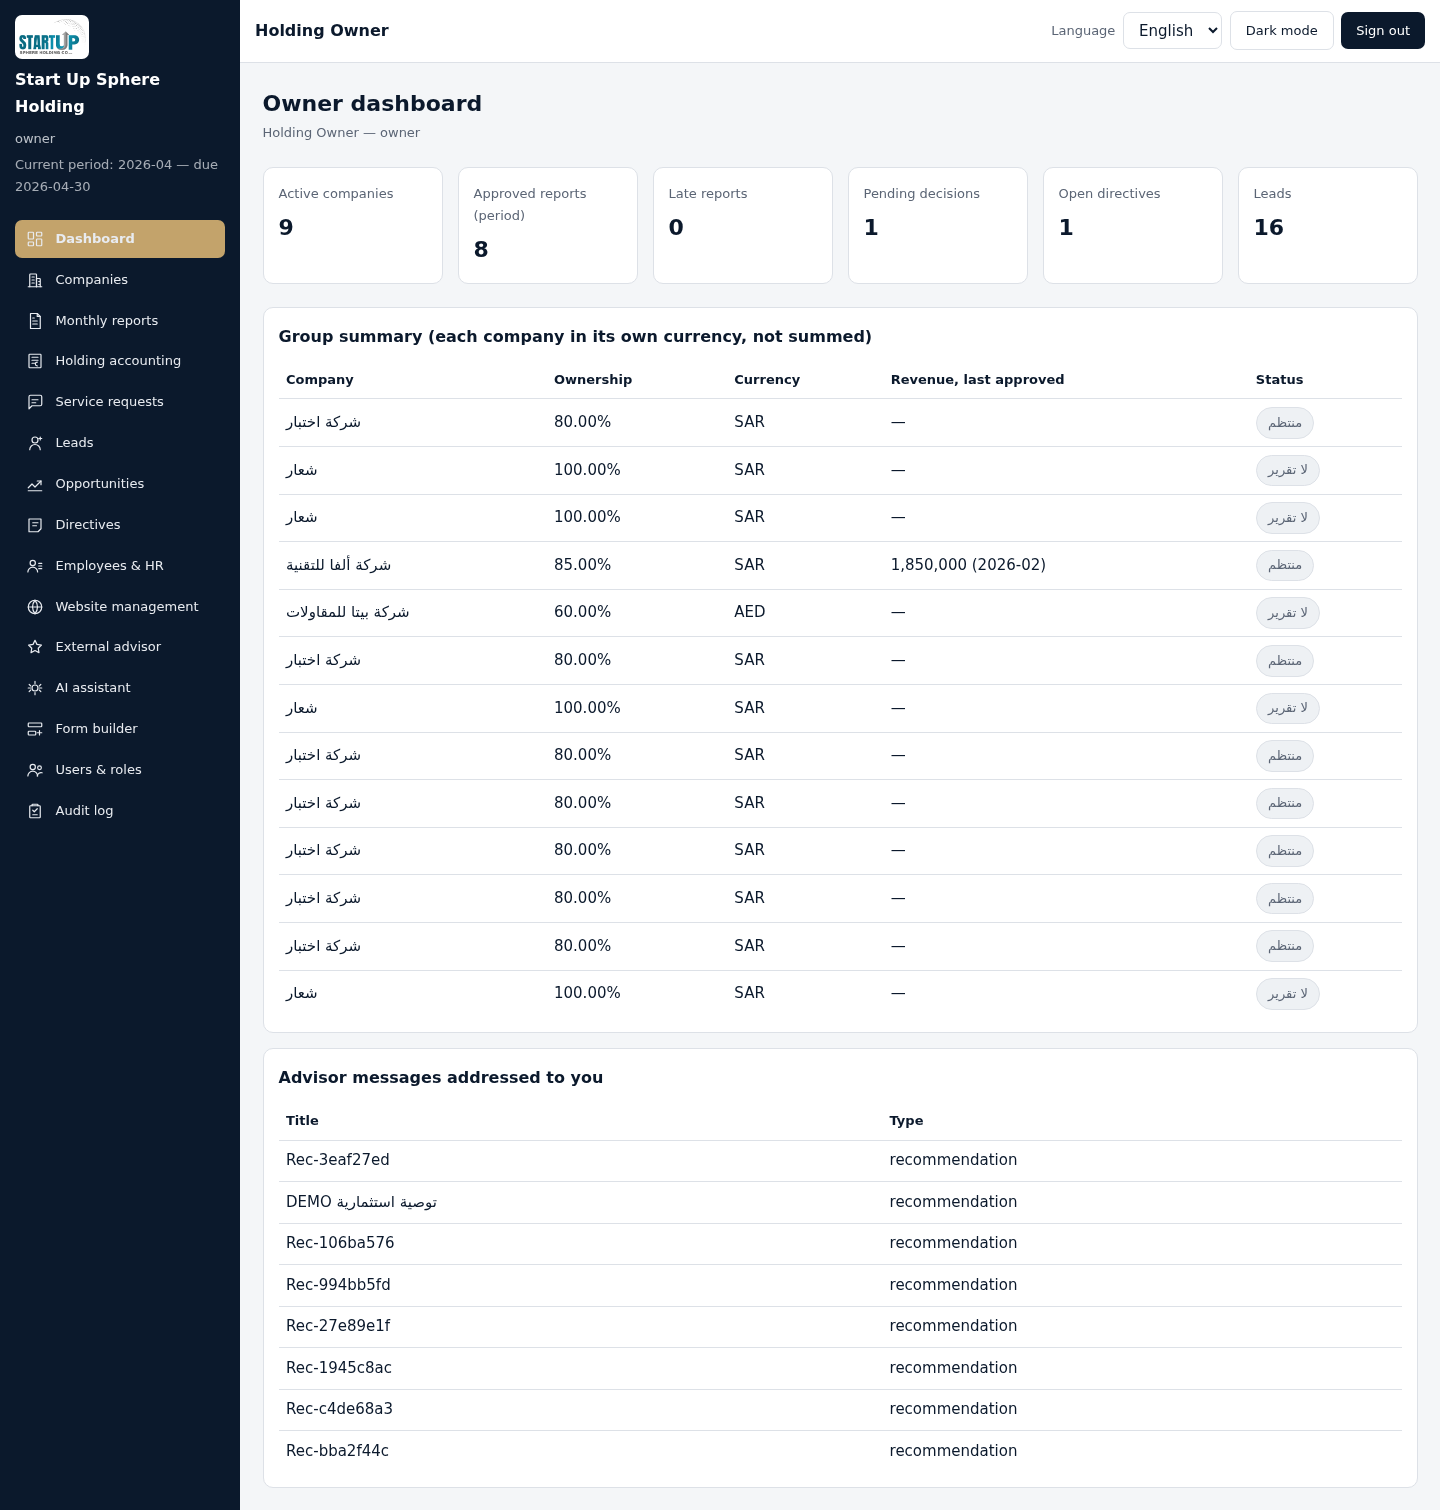 STARTUP
SPHERE HOLDING CO...
Start Up Sphere
Holding
owner
Current period: 2026-04 — due
2026-04-30
Dashboard
Companies
Monthly reports
Holding accounting
Service requests
Leads
Opportunities
Directives
Employees & HR
Website management
External advisor
AI assistant
Form builder
Users & roles
Audit log
Holding Owner
Language English Dark mode Sign out
Owner dashboard
Holding Owner — owner
Active companies
9
Approved reports
(period)
8
Late reports
0
Pending decisions
1
Open directives
1
Leads
16
Group summary (each company in its own currency, not summed)
Company Ownership Currency Revenue, last approved Status
شركة اختبار 80.00% SAR — منتظم
شعار 100.00% SAR — لا تقرير
شعار 100.00% SAR — لا تقرير
شركة ألفا للتقنية 85.00% SAR 1,850,000 (2026-02) منتظم
شركة بيتا للمقاولات 60.00% AED — لا تقرير
شركة اختبار 80.00% SAR — منتظم
شعار 100.00% SAR — لا تقرير
شركة اختبار 80.00% SAR — منتظم
شركة اختبار 80.00% SAR — منتظم
شركة اختبار 80.00% SAR — منتظم
شركة اختبار 80.00% SAR — منتظم
شركة اختبار 80.00% SAR — منتظم
شعار 100.00% SAR — لا تقرير
Advisor messages addressed to you
Title Type
Rec-3eaf27ed recommendation
DEMO توصية استثمارية recommendation
Rec-106ba576 recommendation
Rec-994bb5fd recommendation
Rec-27e89e1f recommendation
Rec-1945c8ac recommendation
Rec-c4de68a3 recommendation
Rec-bba2f44c recommendation